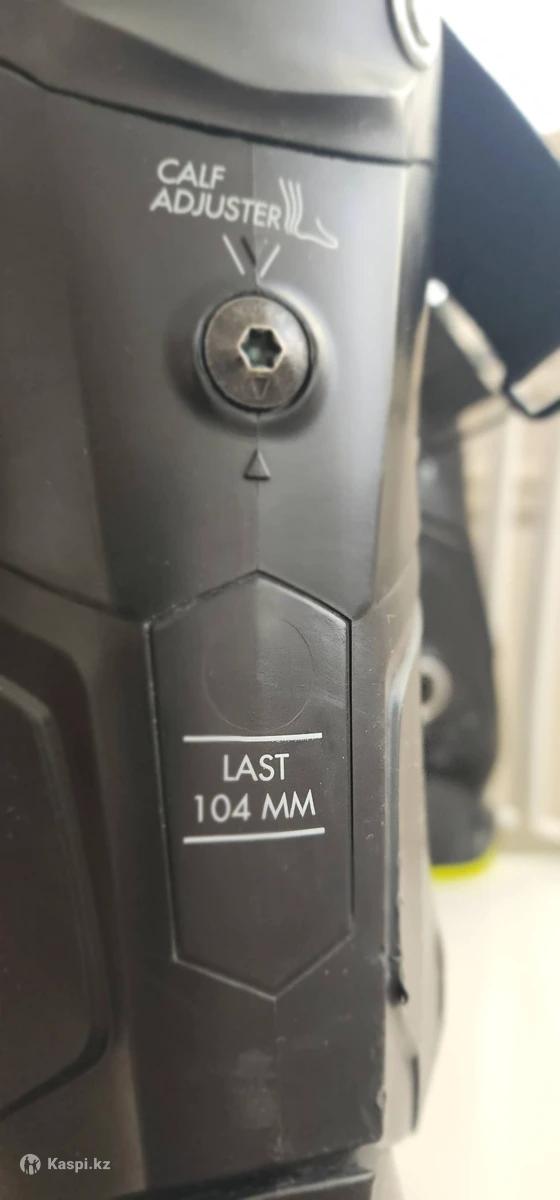 CALF
ADJUSTER
LAST
104 MM
Kaspi.kz